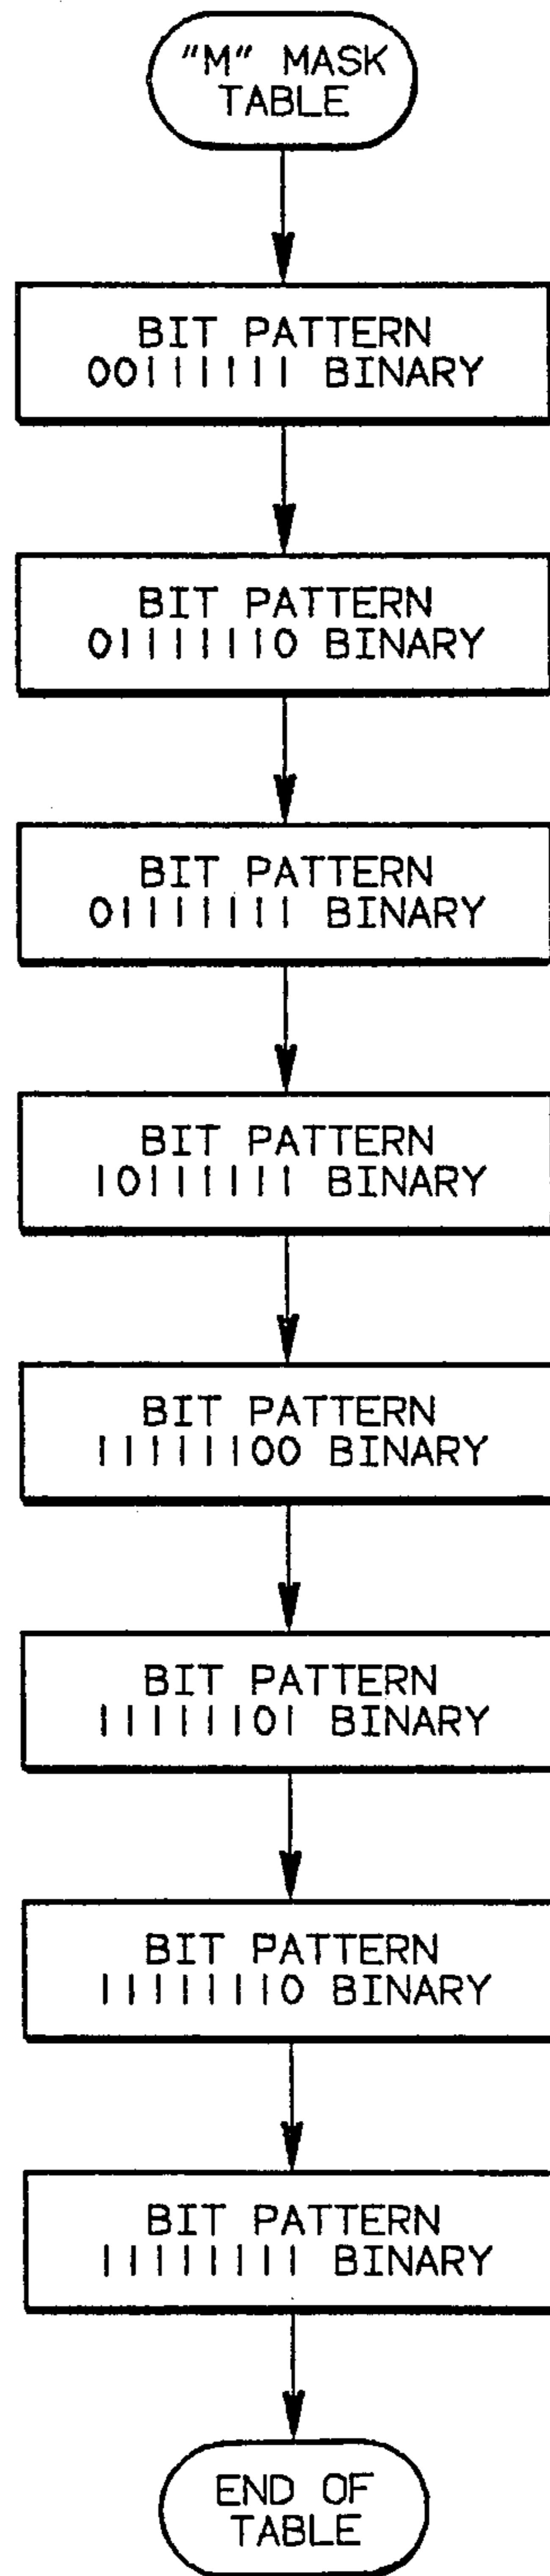 "M" MASK
TABLE
BIT PATTERN
00111111 BINARY
BIT PATTERN
01111110 BINARY
BIT PATTERN
01111111 BINARY
BIT PATTERN
10111111 BINARY
BIT PATTERN
11111100 BINARY
BIT PATTERN
11111101 BINARY
BIT PATTERN
11111110 BINARY
BIT PATTERN
11111111 BINARY
END OF
TABLE